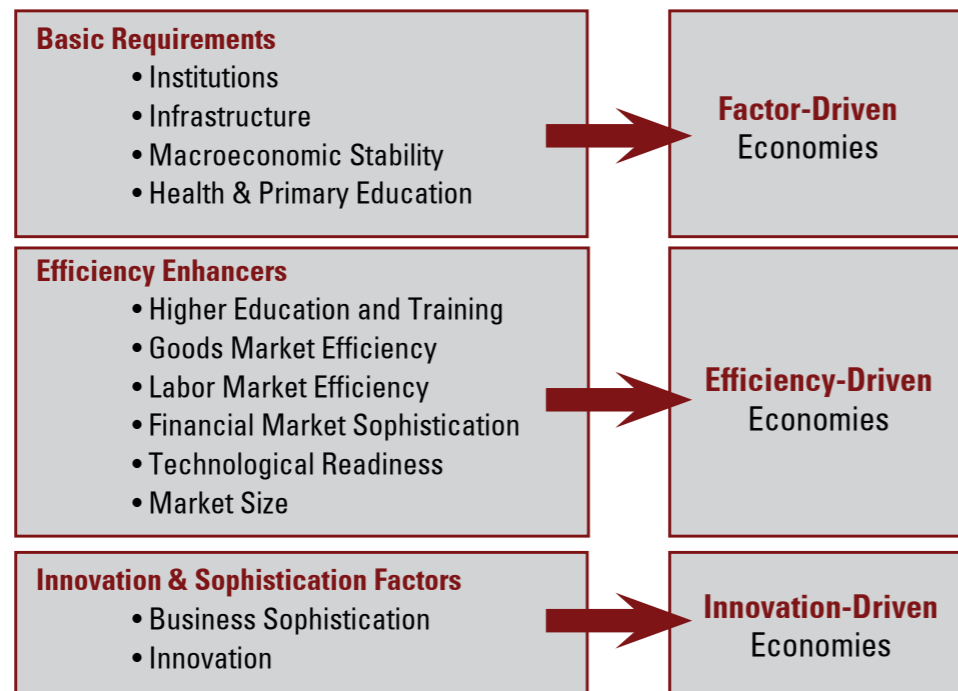 Basic Requirements
• Institutions
• Infrastructure
• Macroeconomic Stability
• Health & Primary Education
Factor-Driven
Economies
Efficiency Enhancers
• Higher Education and Training
• Goods Market Efficiency
• Labor Market Efficiency
• Financial Market Sophistication
• Technological Readiness
• Market Size
Efficiency-Driven
Economies
Innovation & Sophistication Factors
• Business Sophistication
• Innovation
Innovation-Driven
Economies